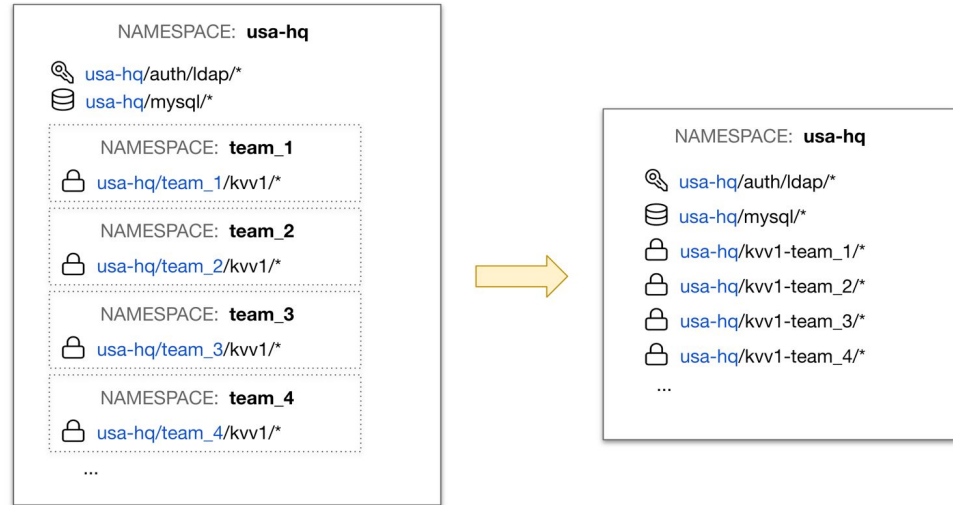 NAMESPACE: usa-hq
usa-hq/auth/ldap/*
usa-hq/mysql/*
NAMESPACE: team_1
usa-hq/team_1/kvv1/*
NAMESPACE: team_2
usa-hq/team_2/kvv1/*
NAMESPACE: team_3
usa-hq/team_3/kvv1/*
NAMESPACE: team_4
usa-hq/team_4/kvv1/*
...
NAMESPACE: usa-hq
usa-hq/auth/ldap/*
usa-hq/mysql/*
usa-hq/kvv1-team_1/*
usa-hq/kvv1-team_2/*
usa-hq/kvv1-team_3/*
usa-hq/kvv1-team_4/*
...